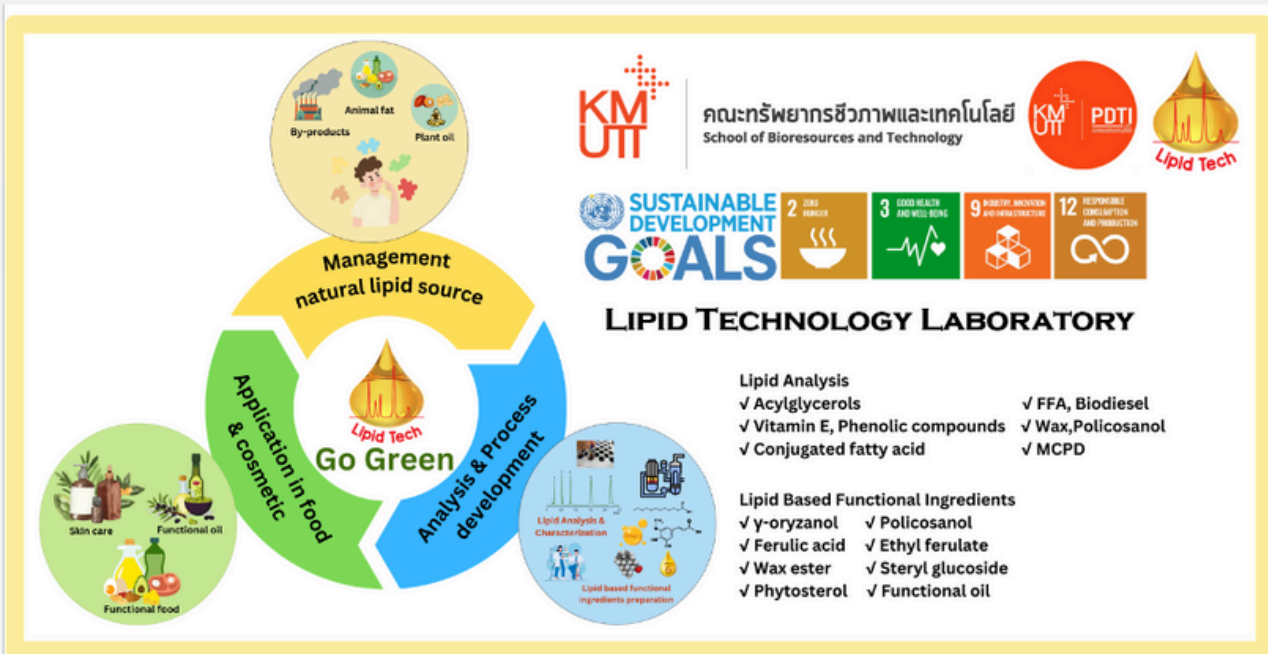 By-products
Animal fat
Plant oil
Management
natural lipid source
Application in food
& cosmetic
Analysis & Process
development
Lipid Tech
Go Green
Skin care
Functional oil
Functional food
Lipid Analysis &
Characterization
Lipid based functional
ingredients preparation
KM
UTT
คณะทรัพยากรชีวภาพและเทคโนโลยี
School of Bioresources and Technology
KM
UTT
PDTI
Lipid Tech
SUSTAINABLE
DEVELOPMENT
GOALS
2 ZERO
HUNGER
3 GOOD HEALTH
AND WELL-BEING
9 INDUSTRY, INNOVATION
AND INFRASTRUCTURE
12 RESPONSIBLE
CONSUMPTION
AND PRODUCTION
LIPID TECHNOLOGY LABORATORY
Lipid Analysis
√ Acylglycerols
√ Vitamin E, Phenolic compounds
√ Conjugated fatty acid
√ FFA, Biodiesel
√ Wax,Policosanol
√ MCPD
Lipid Based Functional Ingredients
√ γ-oryzanol
√ Ferulic acid
√ Wax ester
√ Phytosterol
√ Policosanol
√ Ethyl ferulate
√ Steryl glucoside
√ Functional oil